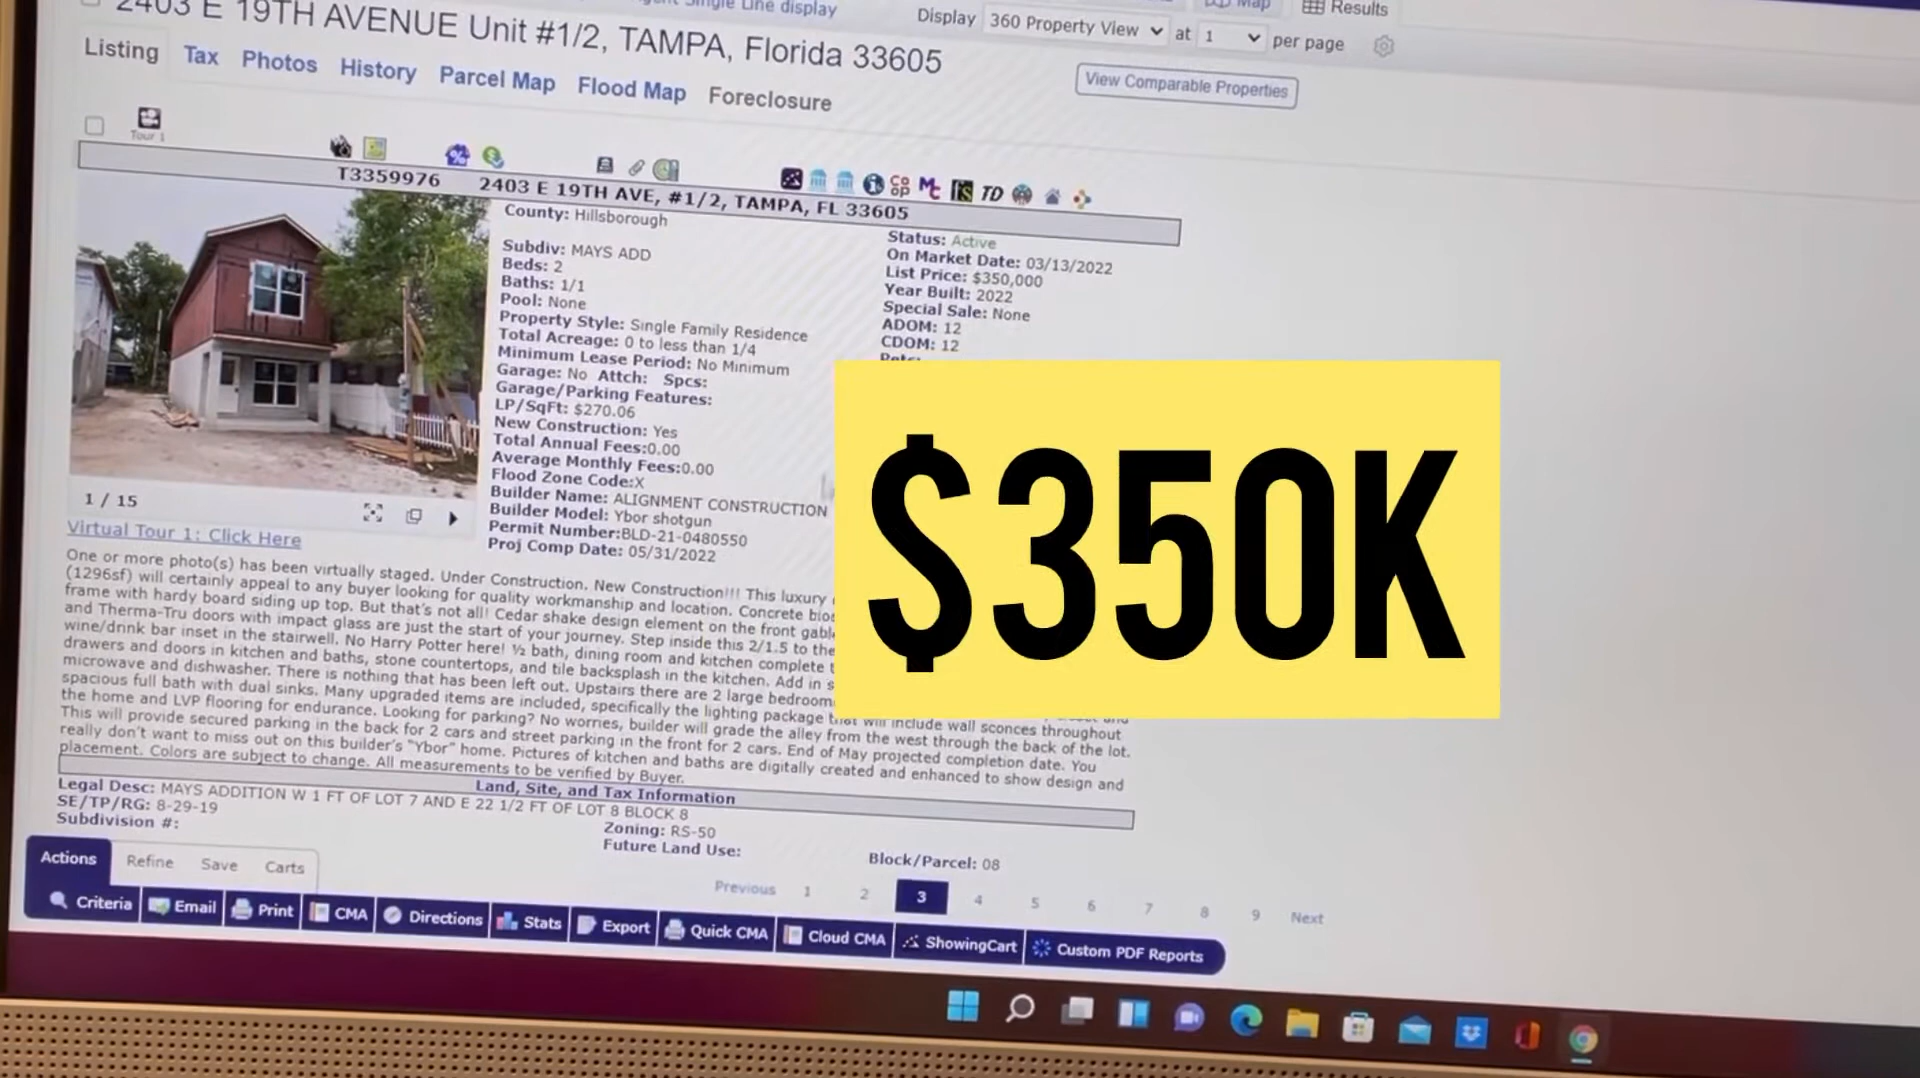 Single Line display
2403 E 19TH AVENUE Unit #1/2, TAMPA, Florida 33605
Display 360 Property View at 1 per page
Map
Results
Listing Tax Photos History Parcel Map Flood Map Foreclosure
View Comparable Properties
Tour 1
T3359976 2403 E 19TH AVE, #1/2, TAMPA, FL 33605
County: Hillsborough
Subdiv: MAYS ADD
Beds: 2
Baths: 1/1
Pool: None
Property Style: Single Family Residence
Total Acreage: 0 to less than 1/4
Minimum Lease Period: No Minimum
Garage: No Attch: Spcs:
Garage/Parking Features:
LP/SqFt: $270.06
New Construction: Yes
Total Annual Fees:0.00
Average Monthly Fees:0.00
Flood Zone Code:X
Builder Name: ALIGNMENT CONSTRUCTION
Builder Model: Ybor shotgun
Permit Number:BLD-21-0480550
Proj Comp Date: 05/31/2022
Status: Active
On Market Date: 03/13/2022
List Price: $350,000
Year Built: 2022
Special Sale: None
ADOM: 12
CDOM: 12
$350K
1 / 15
Virtual Tour 1: Click Here
One or more photo(s) has been virtually staged. Under Construction. New Construction!!! This luxury
(1296sf) will certainly appeal to any buyer looking for quality workmanship and location. Concrete
frame with hardy board siding up top. But that's not all! Cedar shake design element on the front
and Therma-Tru doors with impact glass are just the start of your journey. Step inside this 2/1.5 to the
wine/drink bar inset in the stairwell. No Harry Potter here! ½ bath, dining room and kitchen complete
drawers and doors in kitchen and baths, stone countertops, and tile backsplash in the kitchen. Add in
microwave and dishwasher. There is nothing that has been left out. Upstairs there are 2 large
spacious full bath with dual sinks. Many upgraded items are included, specifically the lighting package that will include wall sconces throughout
the home and LVP flooring for endurance. Looking for parking? No worries, builder will grade the alley from the west through the back of the lot.
This will provide secured parking in the back for 2 cars and street parking in the front for 2 cars. End of May projected completion date. You
really don't want to miss out on this builder's "Ybor" home. Pictures of kitchen and baths are digitally created and enhanced to show design and
placement. Colors are subject to change. All measurements to be verified by Buyer.
Land, Site, and Tax Information
Legal Desc: MAYS ADDITION W 1 FT OF LOT 7 AND E 22 1/2 FT OF LOT 8 BLOCK 8
SE/TP/RG: 8-29-19
Subdivision #:
Zoning: RS-50
Future Land Use:
Block/Parcel: 08
Actions Refine Save Carts
Previous 1 2 3 4 5 6 7 8 9 Next
Criteria Email Print CMA Directions Stats Export Quick CMA Cloud CMA ShowingCart Custom PDF Reports